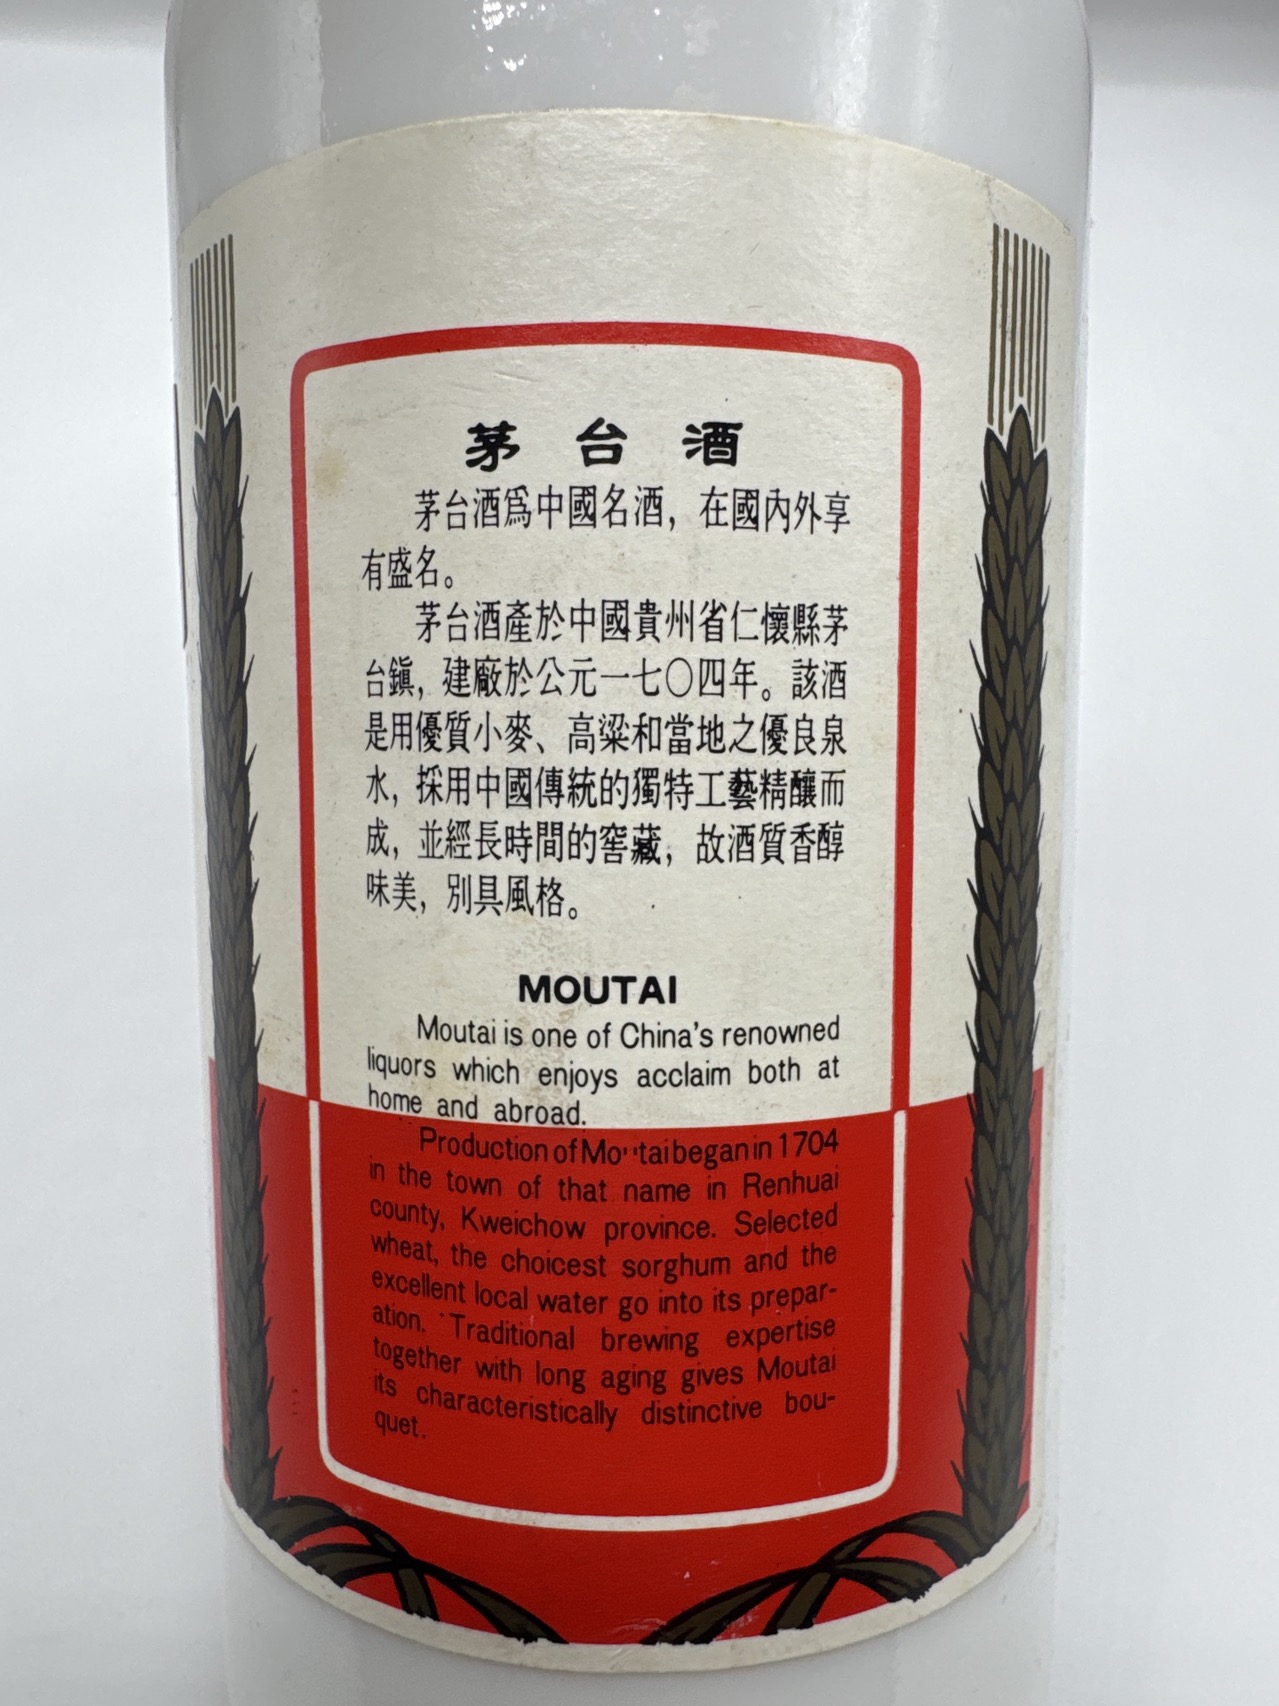 茅台酒
茅台酒爲中國名酒，在國內外享
有盛名。
茅台酒產於中國貴州省仁懷縣茅
台鎭，建廠於公元一七〇四年。該酒
是用優質小麥、高粱和當地之優良泉
水，採用中國傳統的獨特工藝精釀而
成，並經長時間的窖藏，故酒質香醇
味美，別具風格。
MOUTAI
Moutai is one of China's renowned
liquors which enjoys acclaim both at
home and abroad.
Production of Moutai began in 1704
in the town of that name in Renhuai
county, Kweichow province. Selected
wheat, the choicest sorghum and the
excellent local water go into its prepar-
ation. Traditional brewing expertise
together with long aging gives Moutai
its characteristically distinctive bou-
quet.